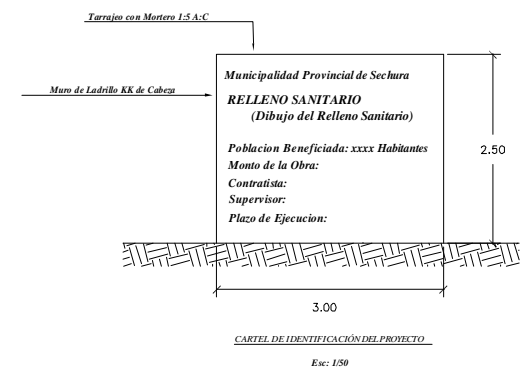 Tarrajeo con Mortero 1:5 A:C
Muro de Ladrillo KK de Cabeza
Municipalidad Provincial de Sechura
RELLENO SANITARIO
(Dibujo del Relleno Sanitario)
Poblacion Beneficiada: xxxx Habitantes
Monto de la Obra:
Contratista:
Supervisor:
Plazo de Ejecucion:
2.50
3.00
CARTEL DE IDENTIFICACIÓN DEL PROYECTO
Esc: 1/50